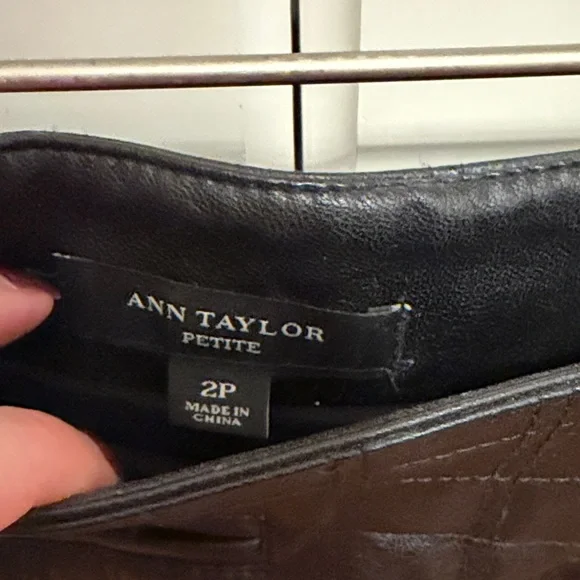 ANN TAYLOR
PETITE
2P
MADE IN
CHINA